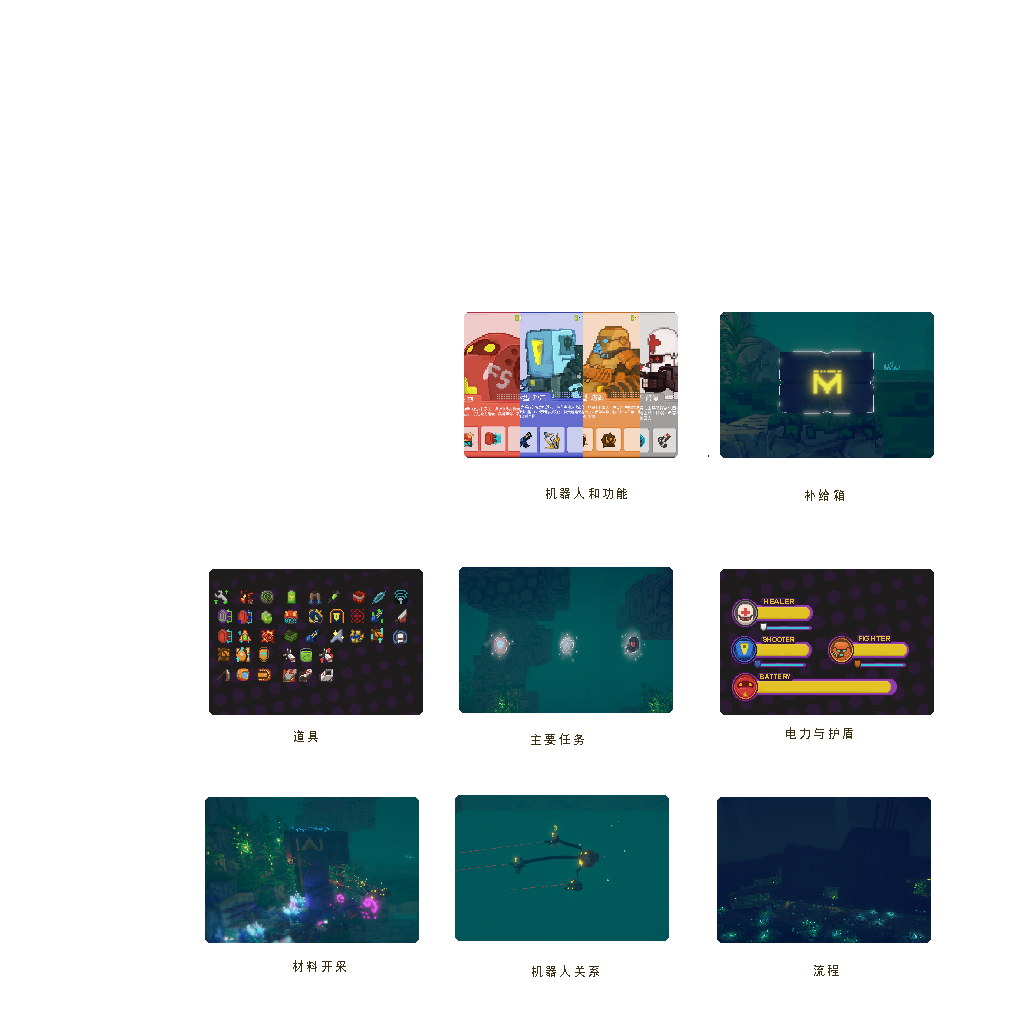 FS
机器人和功能
补给箱
HEALER
SHOOTER
FIGHTER
BATTERY
道具
主要任务
电力与护盾
材料开采
机器人关系
流程